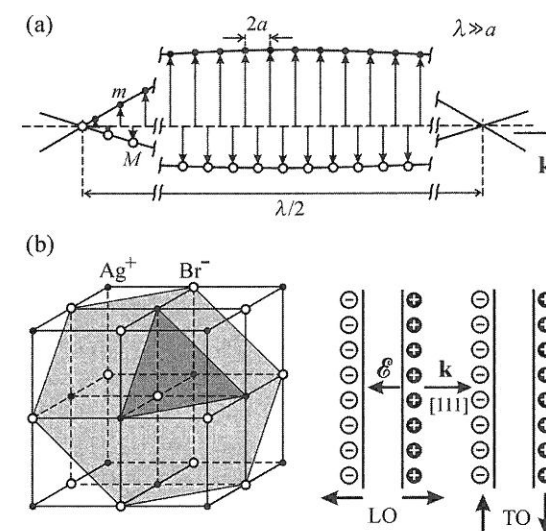 (a)
2a
λ≫a
m
M
k
λ/2
(b)
Ag⁺ Br⁻
ℰ
k
[111]
LO
TO